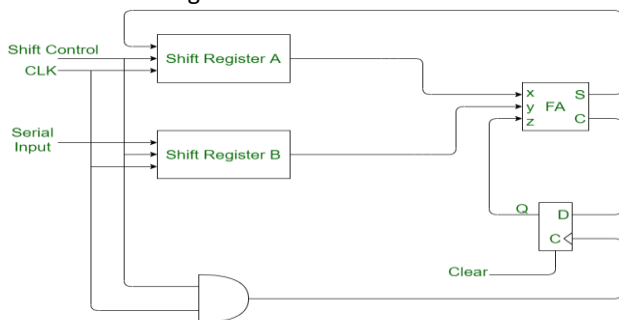 Shift Control
CLK
Shift Register A
x
y
z
FA
S
C
Serial
Input
Shift Register B
Q
D
C
Clear